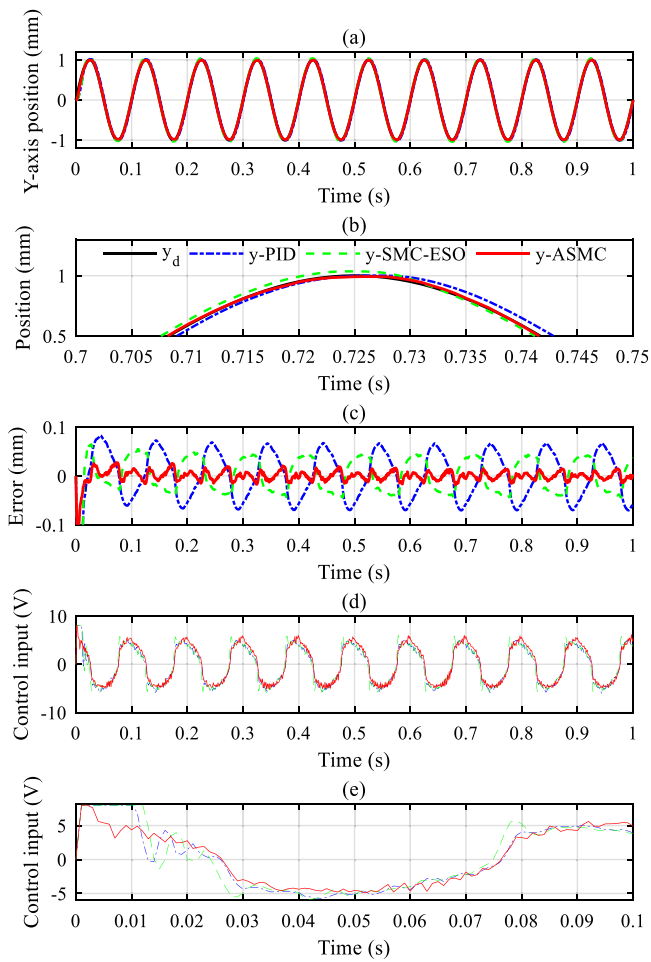 (a)
Y-axis position (mm)
1
0
-1
0 0.1 0.2 0.3 0.4 0.5 0.6 0.7 0.8 0.9 1
Time (s)
(b)
Position (mm)
y_d y-PID y-SMC-ESO y-ASMC
1
0.5
0.7 0.705 0.71 0.715 0.72 0.725 0.73 0.735 0.74 0.745 0.75
Time (s)
(c)
Error (mm)
0.1
0
-0.1
0 0.1 0.2 0.3 0.4 0.5 0.6 0.7 0.8 0.9 1
Time (s)
(d)
Control input (V)
10
0
-10
0 0.1 0.2 0.3 0.4 0.5 0.6 0.7 0.8 0.9 1
Time (s)
(e)
Control input (V)
5
0
-5
0 0.01 0.02 0.03 0.04 0.05 0.06 0.07 0.08 0.09 0.1
Time (s)